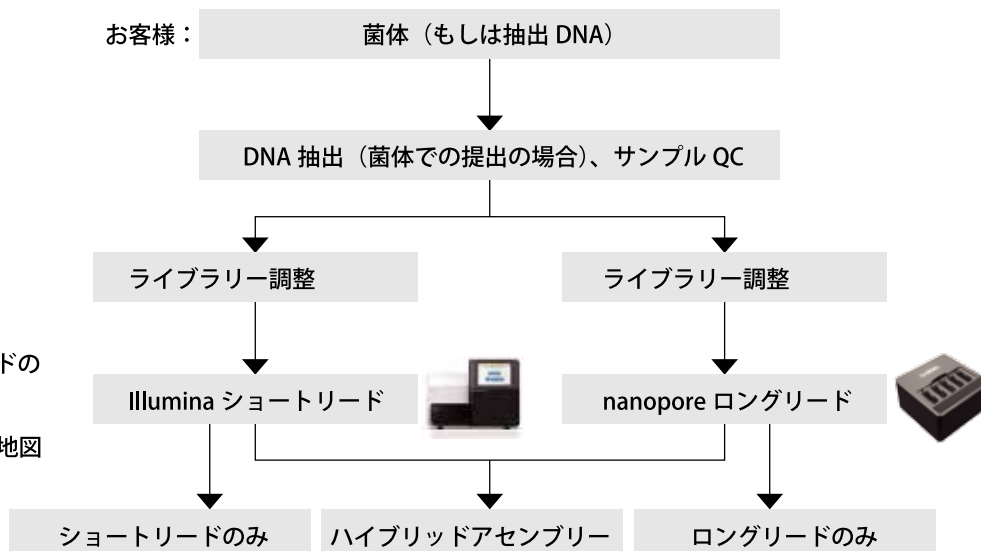 お客様：
菌体（もしは抽出 DNA）
DNA 抽出（菌体での提出の場合）、サンプル QC
ライブラリー調整
ライブラリー調整
ドの
Illumina ショートリード
nanopore ロングリード
地図
ショートリードのみ
ハイブリッドアセンブリー
ロングリードのみ